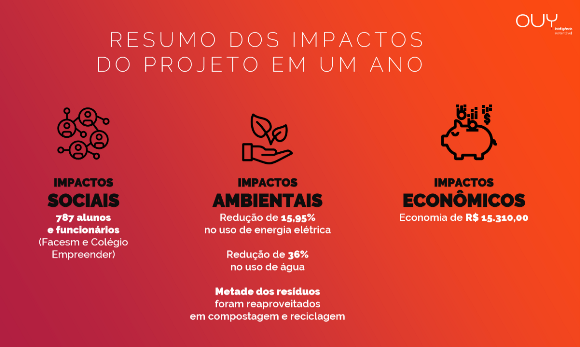 OUY
RESUMO DOS IMPACTOS
DO PROJETO EM UM ANO
IMPACTOS
SOCIAIS
787 alunos
e funcionários
(Facesm e Colégio
Empreender)
IMPACTOS
AMBIENTAIS
Redução de 15,95%
no uso de energia elétrica
Redução de 36%
no uso de água
Metade dos resíduos
foram reaproveitados
em compostagem e reciclagem
IMPACTOS
ECONÔMICOS
Economia de R$ 15.310,00